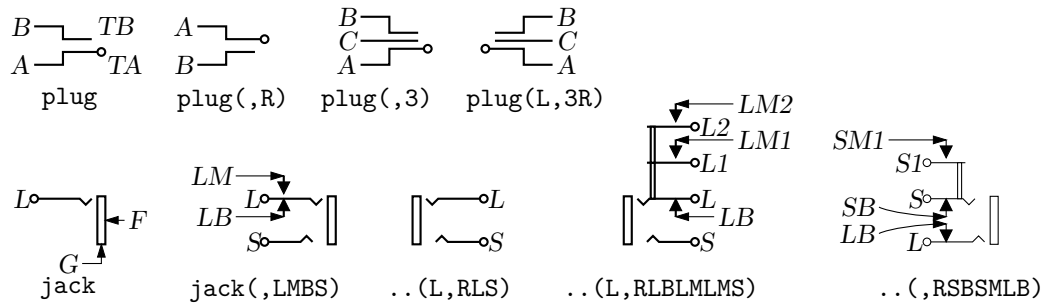 B TB A B B
C C
A TA B A A
plug plug(,R) plug(,3) plug(L,3R)
LM2
L2
LM1 SM1
LM L1 S1
L F L L L S
LB LB SB
LB
G S S S L
jack jack(,LMBS) ..(L,RLS) ..(L,RLBLMLMS) ..(,RSBSMLB)